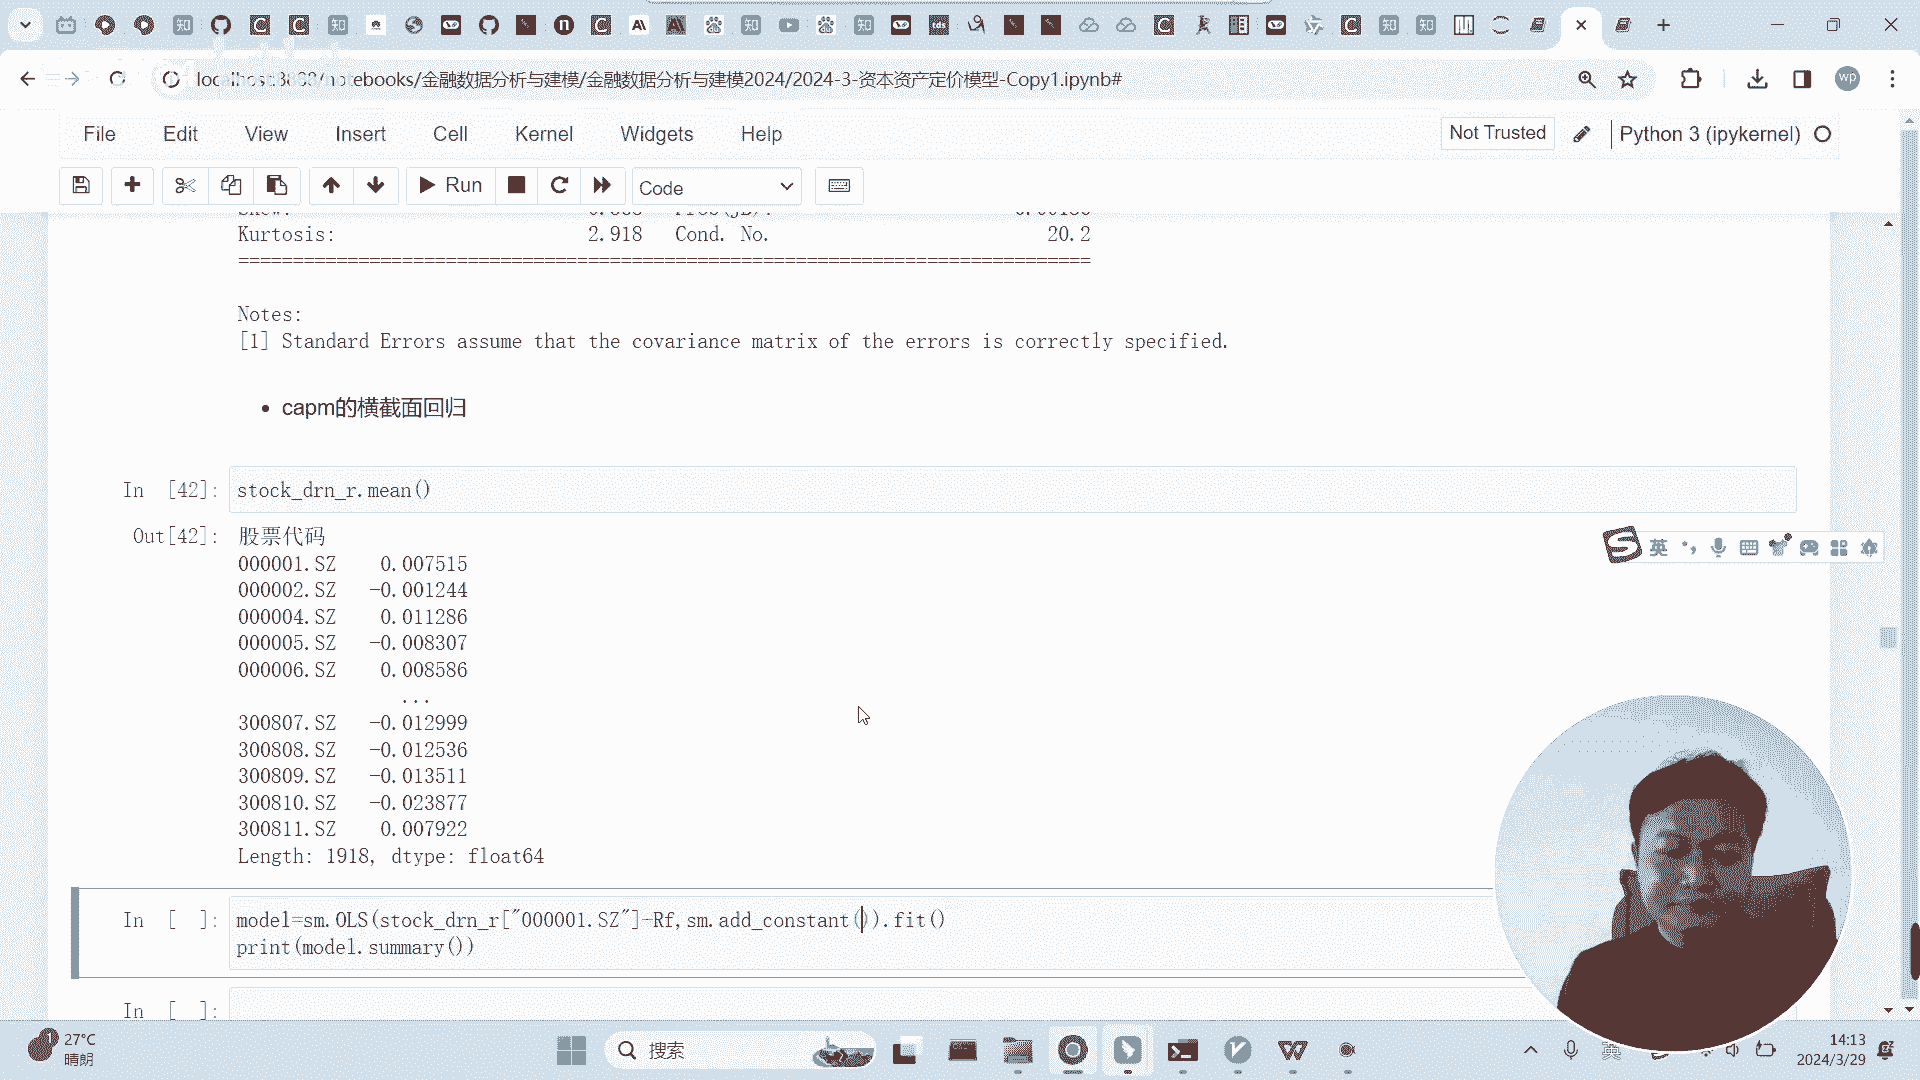 localhost:8888/notebooks/金融数据分析与建模/金融数据分析与建模2024/2024-3-资本资产定价模型-Copy1.ipynb#
wp
File Edit View Insert Cell Kernel Widgets Help
Not Trusted
Python 3 (ipykernel)
Run
Code
Kurtosis: 2.918 Cond. No. 20.2
==============================================================================
Notes:
[1] Standard Errors assume that the covariance matrix of the errors is correctly specified.
• capm的横截面回归
In [42]: stock_drn_r.mean()
Out[42]: 股票代码
000001.SZ 0.007515
000002.SZ -0.001244
000004.SZ 0.011286
000005.SZ -0.008307
000006.SZ 0.008586
...
300807.SZ -0.012999
300808.SZ -0.012536
300809.SZ -0.013511
300810.SZ -0.023877
300811.SZ 0.007922
Length: 1918, dtype: float64
英
In [ ]: model=sm.OLS(stock_drn_r["000001.SZ"]-Rf,sm.add_constant()).fit()
print(model.summary())
In [ ]:
27°C
晴朗
搜索
英
14:13
2024/3/29